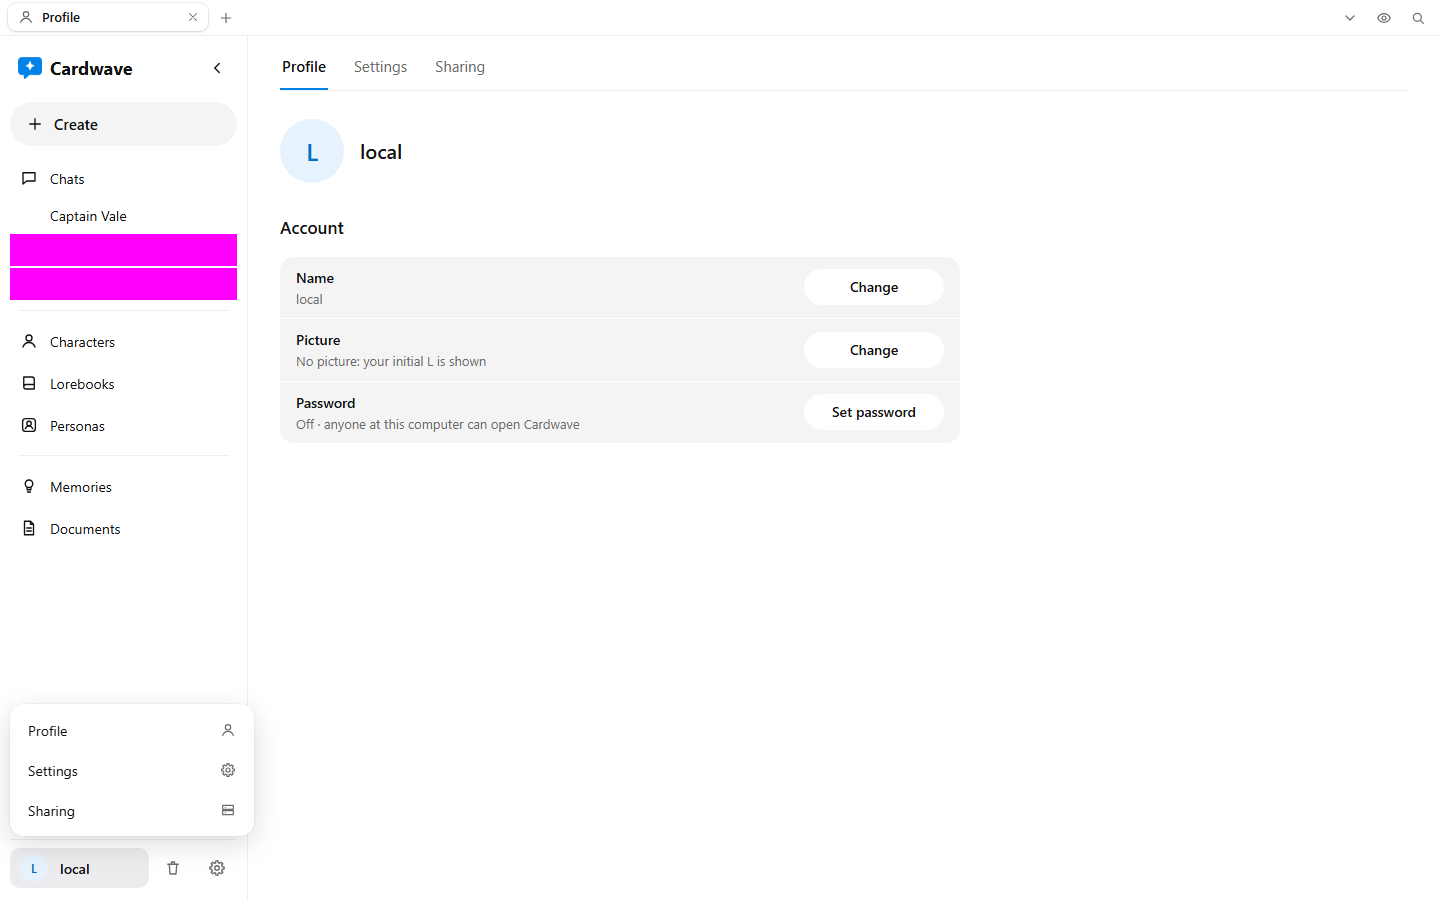 Profile
Cardwave
Create
Chats
Captain Vale
Characters
Lorebooks
Personas
Memories
Documents
Profile
Settings
Sharing
L local
Profile Settings Sharing
L local
Account
Name
local
Change
Picture
No picture: your initial L is shown
Change
Password
Off · anyone at this computer can open Cardwave
Set password